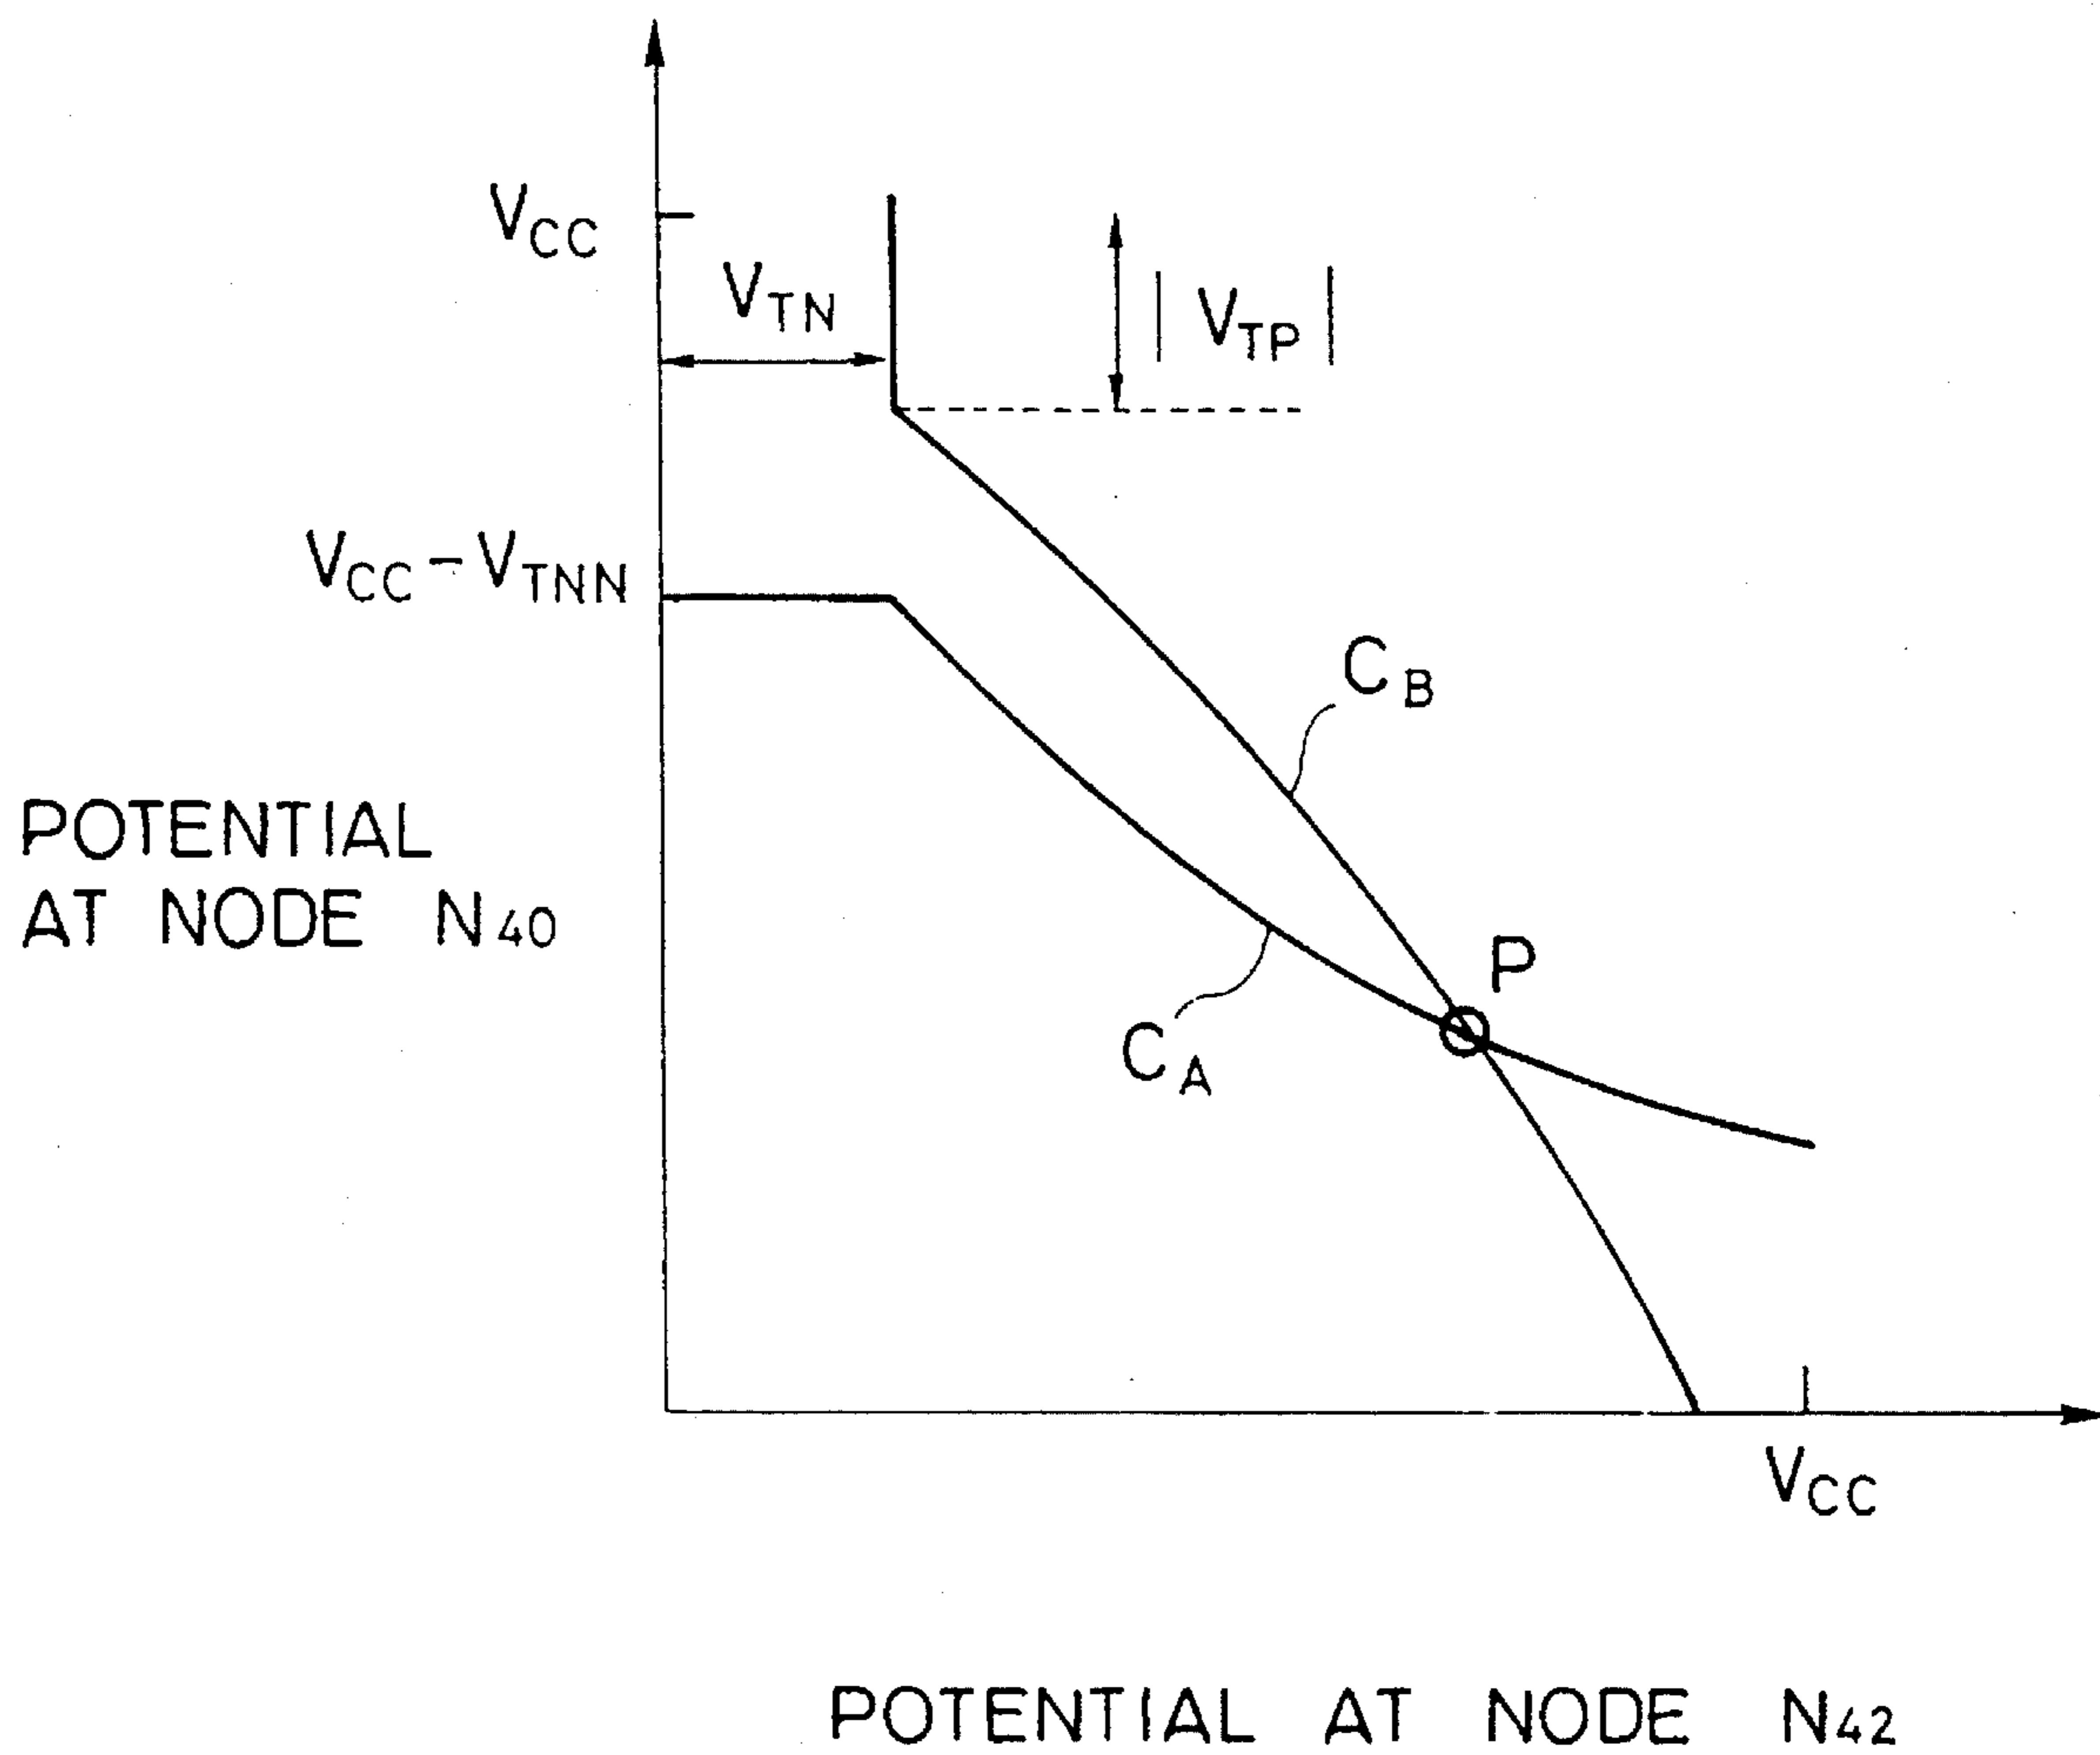 VCC
VTN
| VTP |
VCC-VTNN
CB
POTENTIAL
AT NODE N40
P
CA
VCC
POTENTIAL AT NODE N42